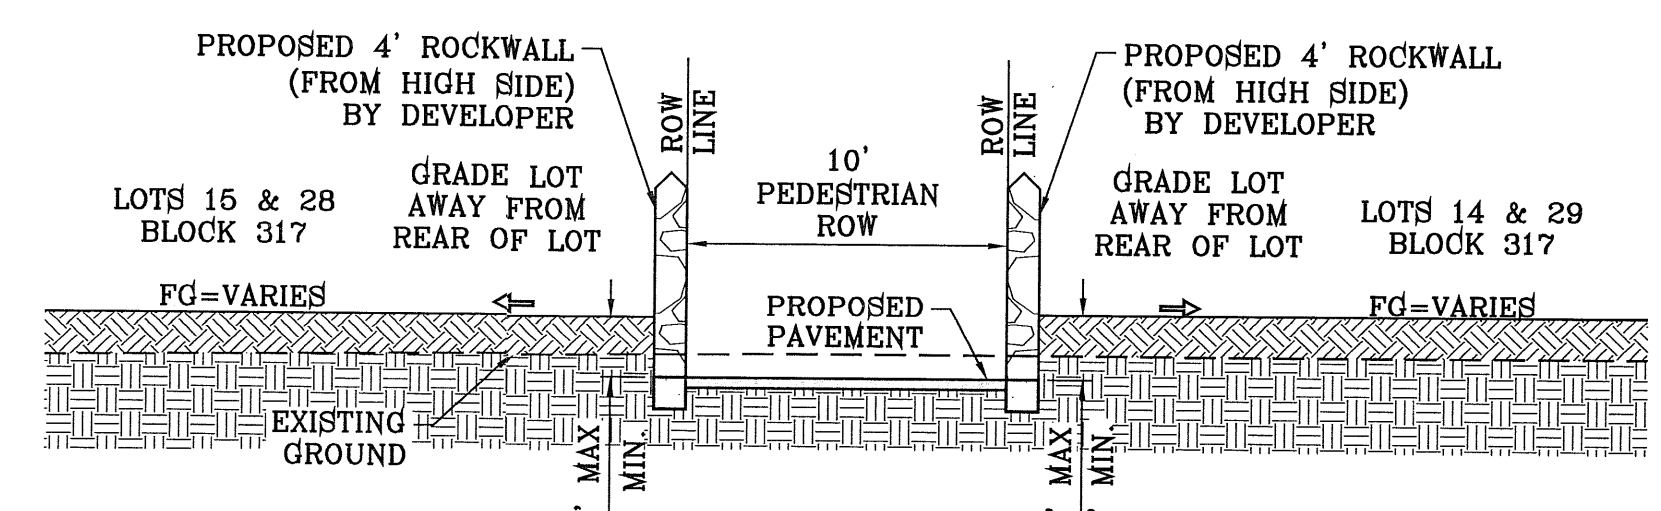 PROPOSED 4' ROCKWALL
(FROM HIGH SIDE)
BY DEVELOPER
ROW
LINE
ROW
LINE
PROPOSED 4' ROCKWALL
(FROM HIGH SIDE)
BY DEVELOPER
LOTS 15 & 28
BLOCK 317
GRADE LOT
AWAY FROM
REAR OF LOT
10'
PEDESTRIAN
ROW
GRADE LOT
AWAY FROM
REAR OF LOT
LOTS 14 & 29
BLOCK 317
FG=VARIES
PROPOSED
PAVEMENT
FG=VARIES
EXISTING
GROUND
MAX
MIN.
MAX
MIN.